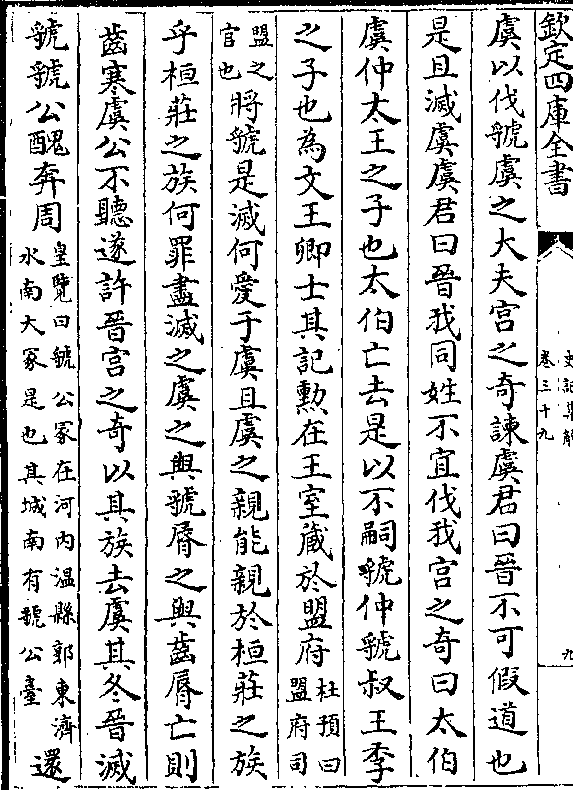 欽定四庫全書
史記集解
卷三十九
九
虞以伐虢虞之大夫宫之奇諫虞君曰晉不可假道也
是且滅虞虞君曰晉我同姓不宜伐我宫之奇曰太伯
虞仲太王之子也太伯亡去是以不嗣虢仲虢叔王季
之子也為文王卿士其記勲在王室藏於盟府杜預曰盟府司
盟之官也將虢是滅何愛于虞且虞之親能親於桓莊之族
乎桓莊之族何罪盡滅之虞之與虢脣之與齒脣亡則
齒寒虞公不聽遂許晉宫之奇以其族去虞其冬晉滅
虢虢公醜奔周皇覽曰虢公冢在河内温縣郭東濟水南大冢是也其城南有虢公臺還